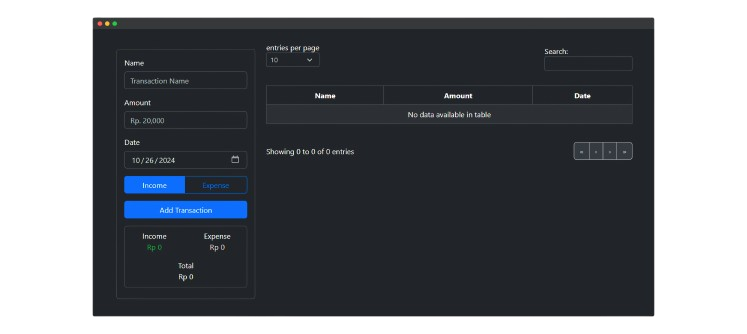 Name
Transaction Name
Amount
Rp. 20,000
Date
10/26/2024
Income Expense
Add Transaction
Income Expense
Rp 0 Rp 0
Total
Rp 0
entries per page
10
Search:
Name Amount Date
No data available in table
Showing 0 to 0 of 0 entries
« ‹ › »